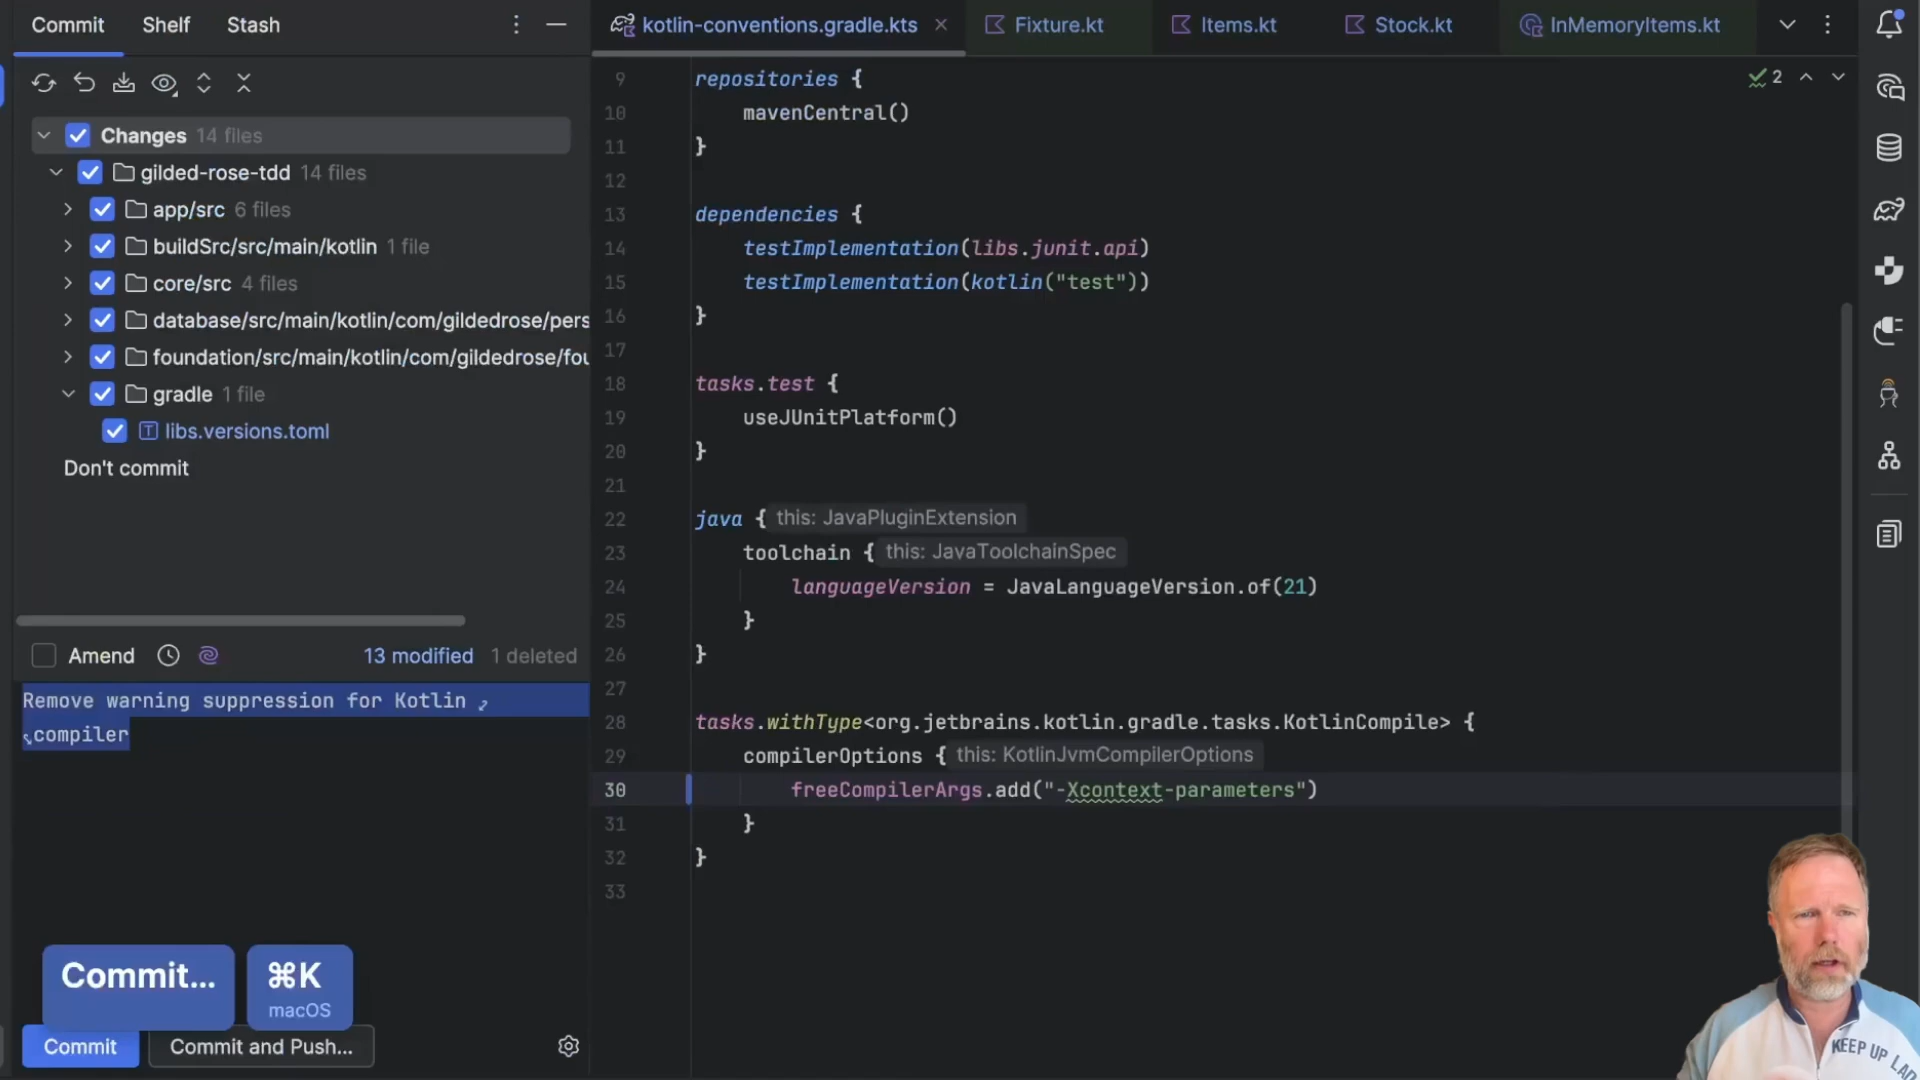 Commit Shelf Stash
kotlin-conventions.gradle.kts Fixture.kt Items.kt Stock.kt InMemoryItems.kt
Changes 14 files
gilded-rose-tdd 14 files
app/src 6 files
buildSrc/src/main/kotlin 1 file
core/src 4 files
database/src/main/kotlin/com/gildedrose/pers
foundation/src/main/kotlin/com/gildedrose/fou
gradle 1 file
libs.versions.toml
Don't commit
Amend 13 modified 1 deleted
Remove warning suppression for Kotlin
compiler
Commit... ⌘K
macOS
Commit Commit and Push...
2
9 repositories {
10 mavenCentral()
11 }
12
13 dependencies {
14 testImplementation(libs.junit.api)
15 testImplementation(kotlin("test"))
16 }
17
18 tasks.test {
19 useJUnitPlatform()
20 }
21
22 java { this: JavaPluginExtension
23 toolchain { this: JavaToolchainSpec
24 languageVersion = JavaLanguageVersion.of(21)
25 }
26 }
27
28 tasks.withType<org.jetbrains.kotlin.gradle.tasks.KotlinCompile> {
29 compilerOptions { this: KotlinJvmCompilerOptions
30 freeCompilerArgs.add("-Xcontext-parameters")
31 }
32 }
33
KEEP UP LAD